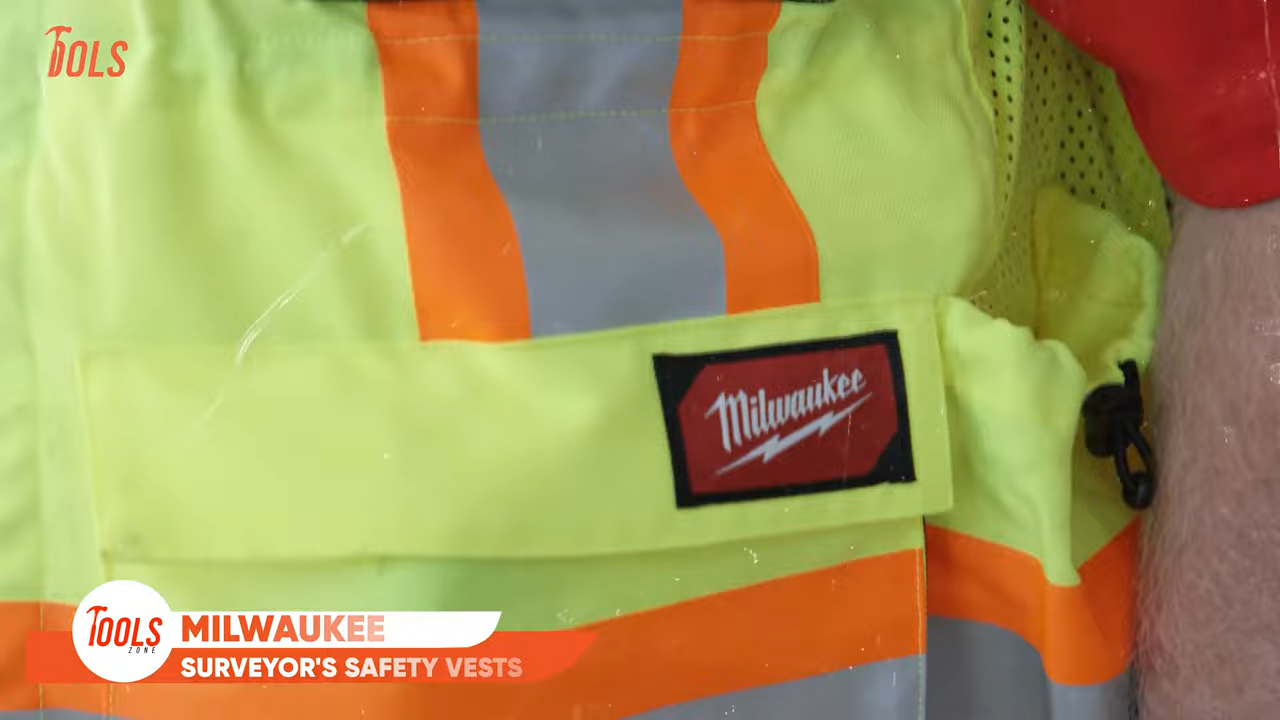 TOOLS
Milwaukee
TOOLS
ZONE
MILWAUKEE
SURVEYOR'S SAFETY VESTS